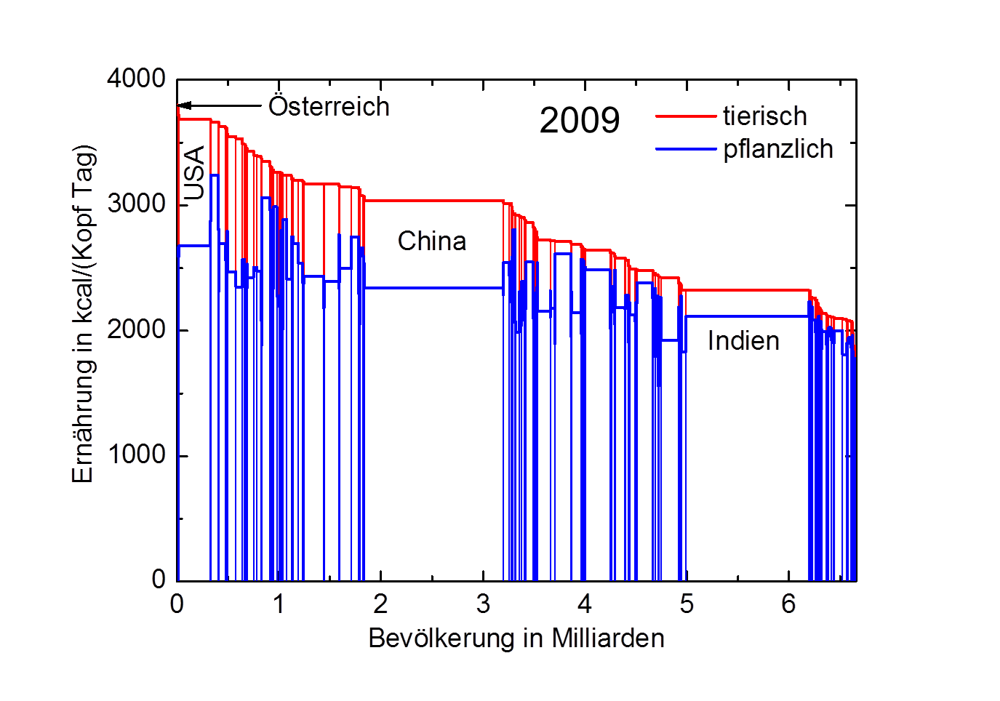 4000
Österreich
2009
tierisch
pflanzlich
USA
3000
China
2000
Indien
1000
0
0 1 2 3 4 5 6
Bevölkerung in Milliarden
Ernährung in kcal/(Kopf Tag)